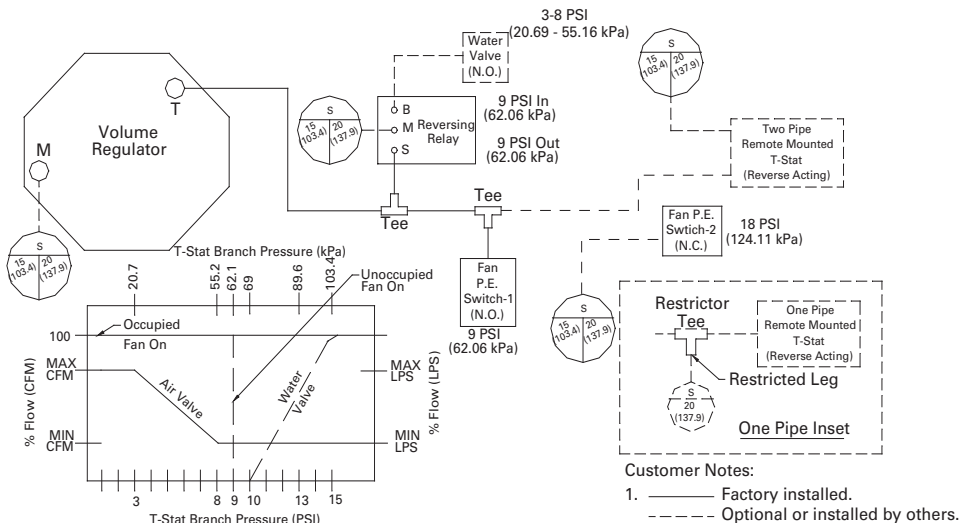 3-8 PSI
(20.69 - 55.16 kPa)
Water
Valve
(N.O.)
S
15
(103.4)
20
(137.9)
T
Volume
Regulator
M
S
15
(103.4)
20
(137.9)
B
M
S
Reversing
Relay
9 PSI In
(62.06 kPa)
9 PSI Out
(62.06 kPa)
Two Pipe
Remote Mounted
T-Stat
(Reverse Acting)
Tee
Tee
S
15
(103.4)
20
(137.9)
Fan P.E.
Swtich-2
(N.C.)
18 PSI
(124.11 kPa)
Fan
P.E.
Switch-1
(N.O.)
9 PSI
(62.06 kPa)
S
15
(103.4)
20
(137.9)
T-Stat Branch Pressure (kPa)
20.7
55.2
62.1
69
89.6
103.4
Unoccupied
Fan On
Occupied
Fan On
100
MAX
CFM
MIN
CFM
% Flow (CFM)
Air Valve
Water
Valve
MAX
LPS
MIN
LPS
% Flow (LPS)
3
8
9
10
13
15
T-Stat Branch Pressure (PSI)
Restrictor
Tee
One Pipe
Remote Mounted
T-Stat
(Reverse Acting)
Restricted Leg
S
20
(137.9)
One Pipe Inset
Customer Notes:
1. Factory installed.
Optional or installed by others.